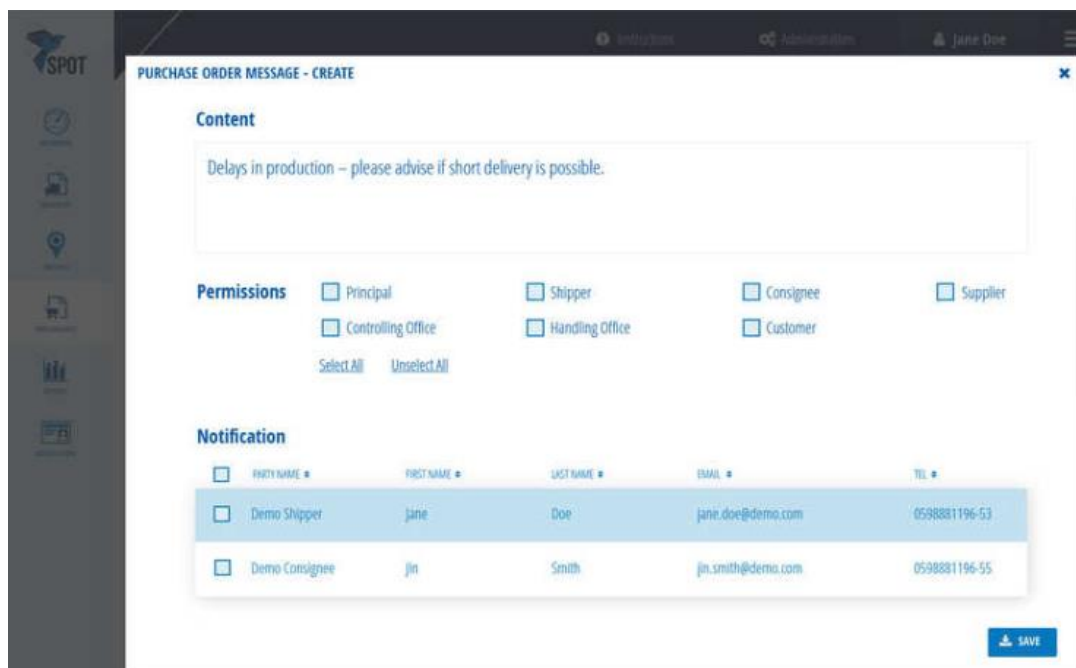 SPOT
Instructions Administration Jane Doe
PURCHASE ORDER MESSAGE - CREATE
Content
Delays in production – please advise if short delivery is possible.
Permissions Principal Shipper Consignee Supplier
Controlling Office Handling Office Customer
Select All Unselect All
Notification
PARTY NAME FIRST NAME LAST NAME EMAIL TEL
Demo Shipper Jane Doe jane.doe@demo.com 0598881196-53
Demo Consignee Jin Smith jin.smith@demo.com 0598881196-55
SAVE